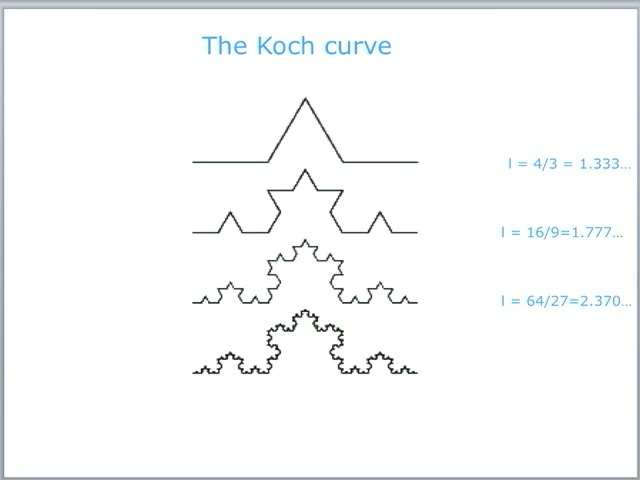 The Koch curve
l = 4/3 = 1.333…
l = 16/9=1.777…
l = 64/27=2.370…